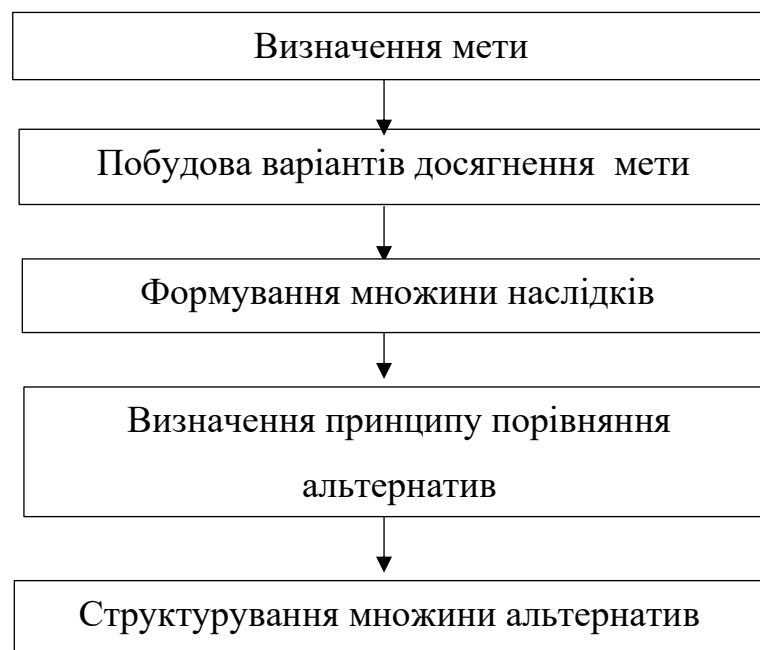 Визначення мети
Побудова варіантів досягнення мети
Формування множини наслідків
Визначення принципу порівняння
альтернатив
Структурування множини альтернатив